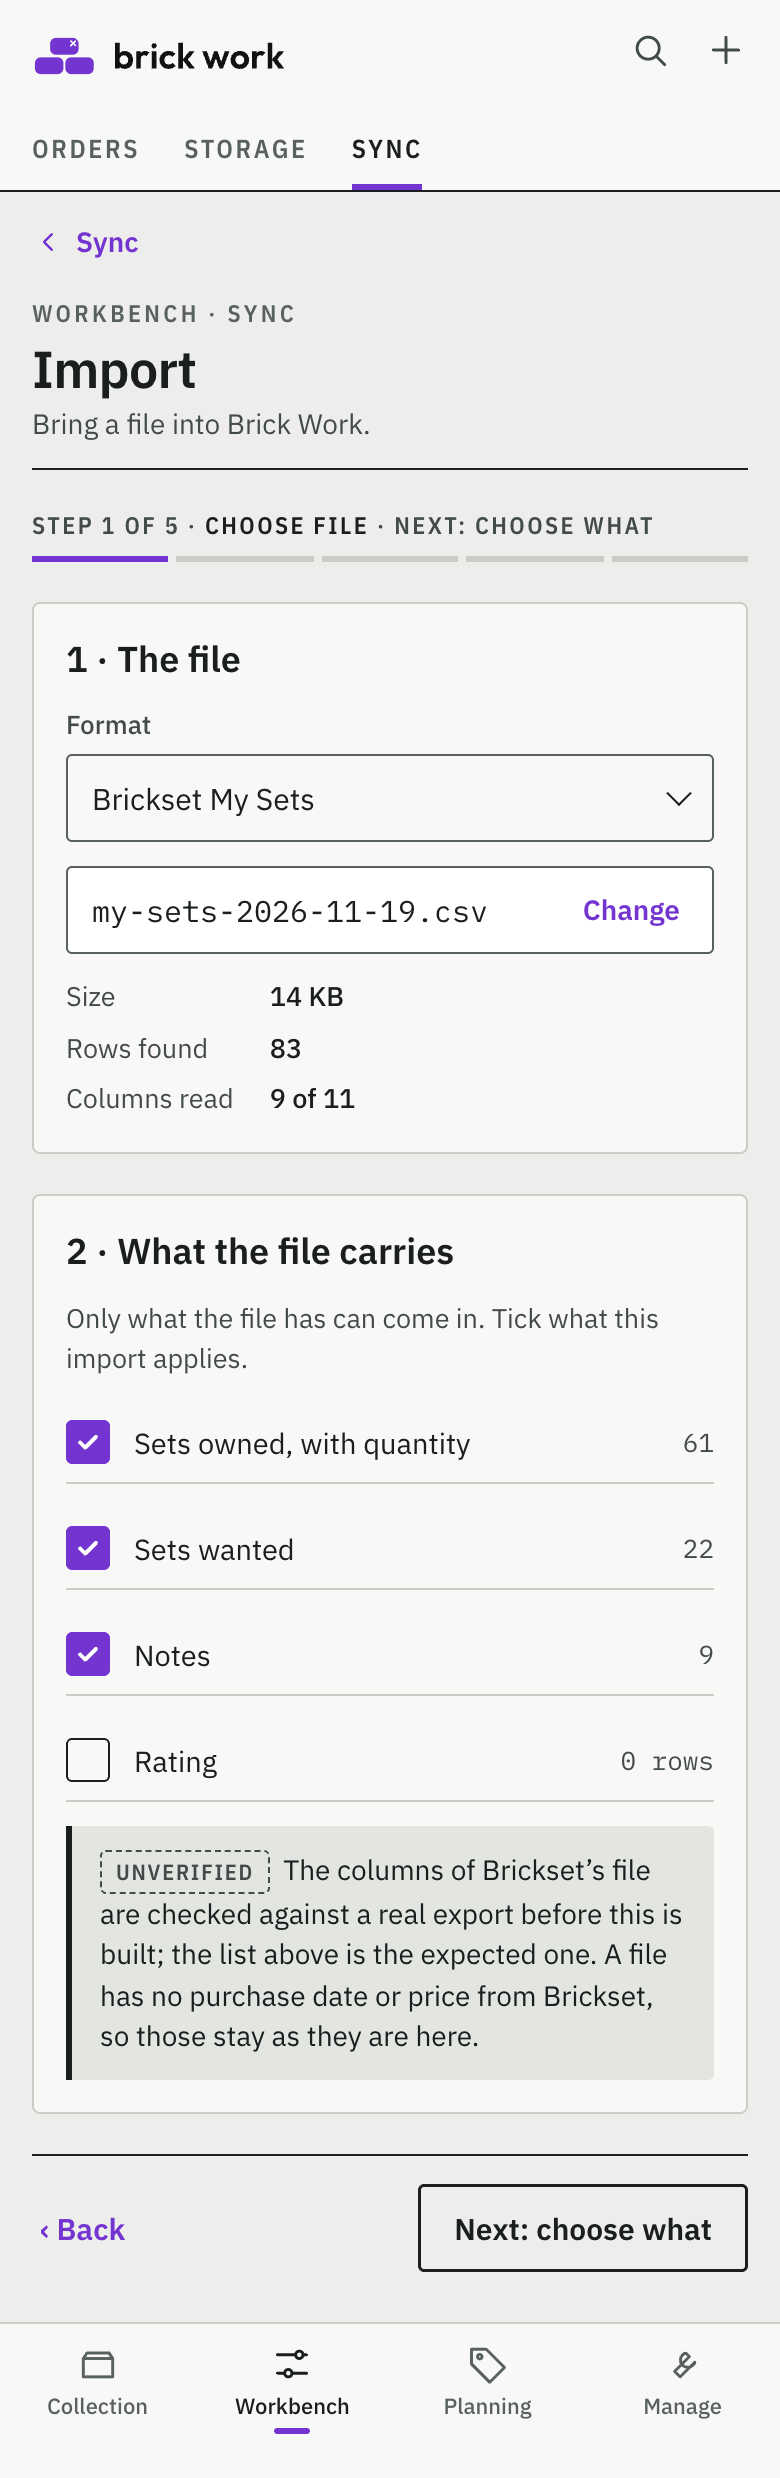 brick work
ORDERS STORAGE SYNC
Sync
WORKBENCH · SYNC
Import
Bring a file into Brick Work.
STEP 1 OF 5 · CHOOSE FILE · NEXT: CHOOSE WHAT
1 · The file
Format
Brickset My Sets
my-sets-2026-11-19.csv Change
Size 14 KB
Rows found 83
Columns read 9 of 11
2 · What the file carries
Only what the file has can come in. Tick what this
import applies.
Sets owned, with quantity 61
Sets wanted 22
Notes 9
Rating 0 rows
UNVERIFIED The columns of Brickset’s file
are checked against a real export before this is
built; the list above is the expected one. A file
has no purchase date or price from Brickset,
so those stay as they are here.
‹ Back Next: choose what
Collection Workbench Planning Manage